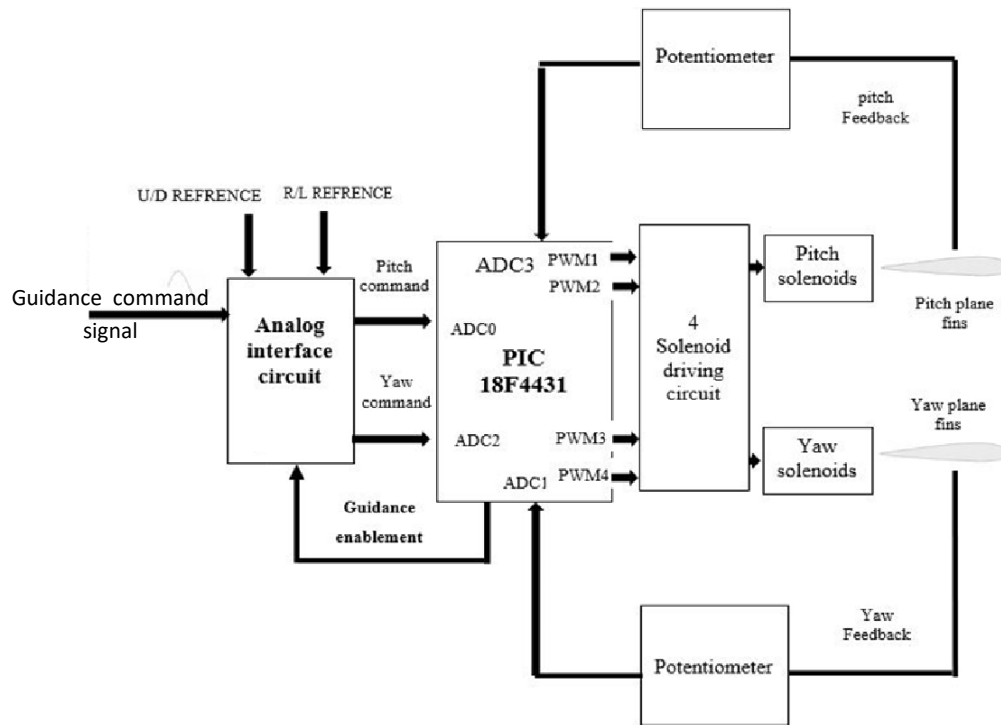 Potentiometer
pitch
Feedback
U/D REFRENCE
R/L REFRENCE
Guidance command
signal
Analog
interface
circuit
Pitch
command
Yaw
command
Guidance
enablement
ADC3
ADC0
PIC
18F4431
ADC2
ADC1
PWM1
PWM2
PWM3
PWM4
4
Solenoid
driving
circuit
Pitch
solenoids
Pitch plane
fins
Yaw plane
fins
Yaw
solenoids
Yaw
Feedback
Potentiometer